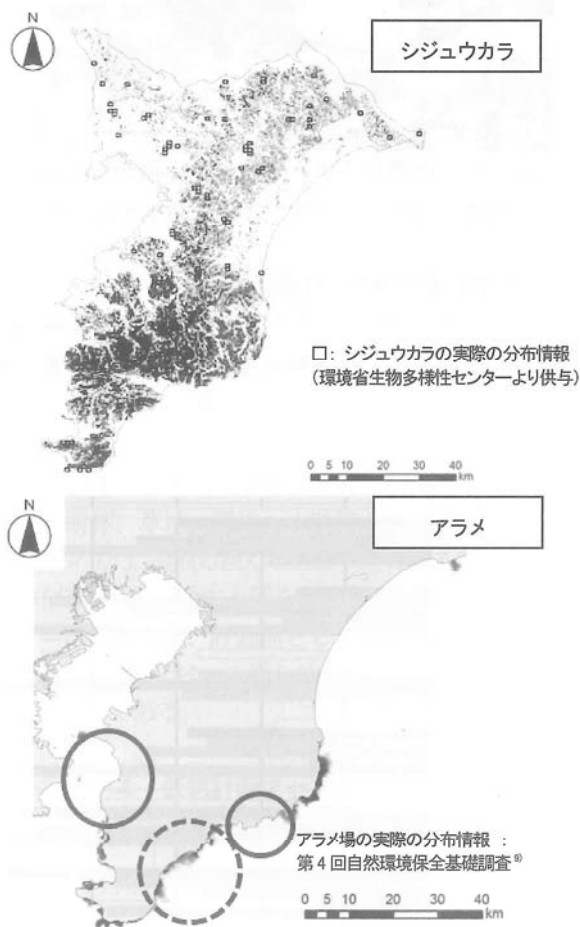 N
シジュウカラ
□: シジュウカラの実際の分布情報
(環境省生物多様性センターより供与)
0 5 10 20 30 40
km
N
アラメ
アラメ場の実際の分布情報 :
第4回自然環境保全基礎調査⁹⁾
0 5 10 20 30 40
km